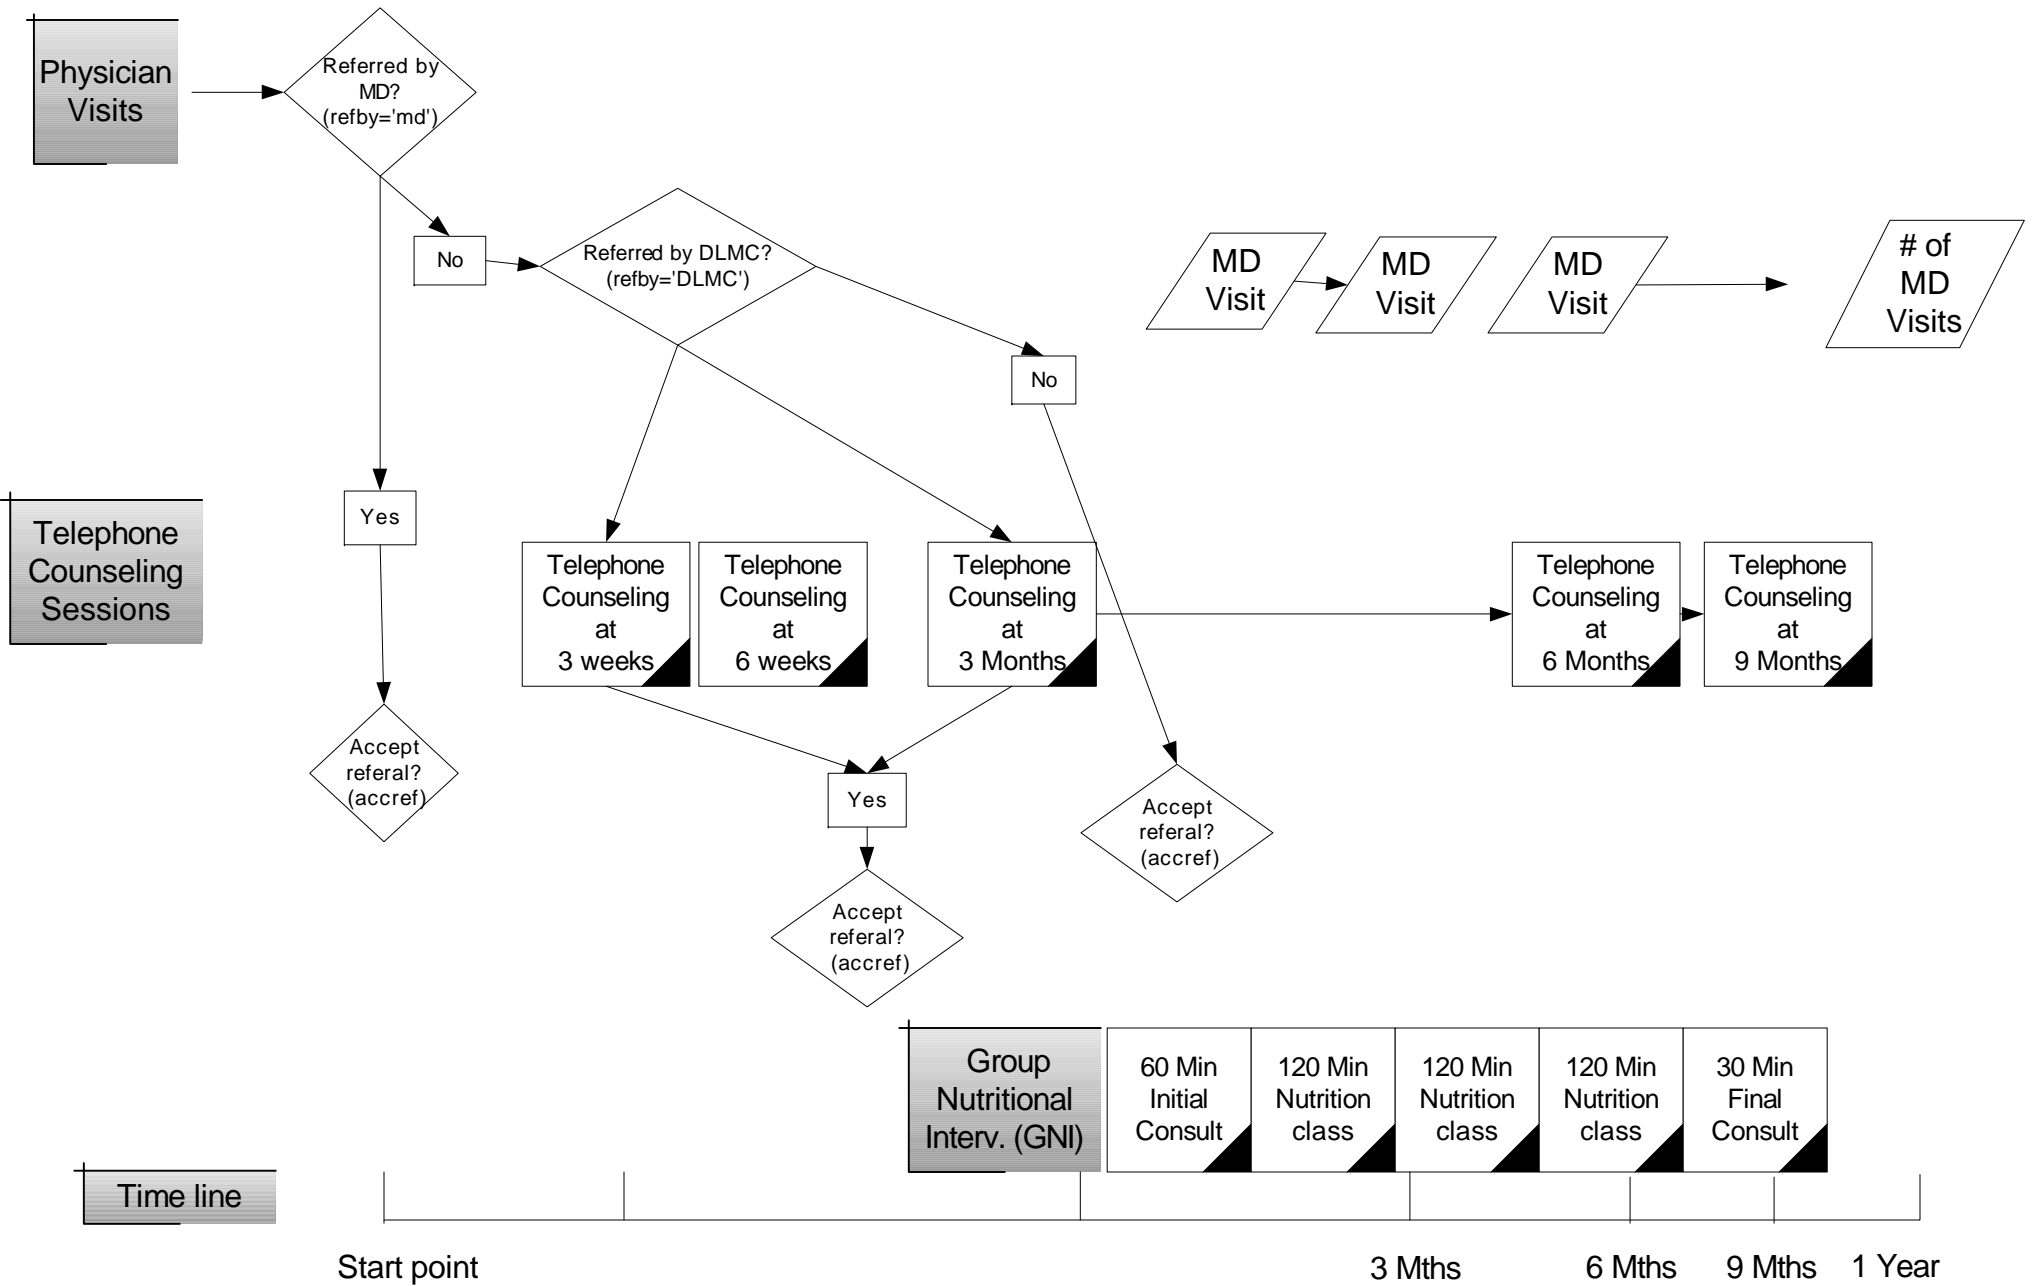 Physician
Visits
Referred by
MD?
(refby='md')
No
Referred by DLMC?
(refby='DLMC')
MD
Visit
MD
Visit
MD
Visit
# of
MD
Visits
No
Telephone
Counseling
Sessions
Yes
Telephone
Counseling
at
3 weeks
Telephone
Counseling
at
6 weeks
Telephone
Counseling
at
3 Months
Telephone
Counseling
at
6 Months
Telephone
Counseling
at
9 Months
Accept
referal?
(accref)
Yes
Accept
referal?
(accref)
Accept
referal?
(accref)
Group
Nutritional
Interv. (GNI)
60 Min
Initial
Consult
120 Min
Nutrition
class
120 Min
Nutrition
class
120 Min
Nutrition
class
30 Min
Final
Consult
Time line
Start point
3 Mths
6 Mths
9 Mths
1 Year